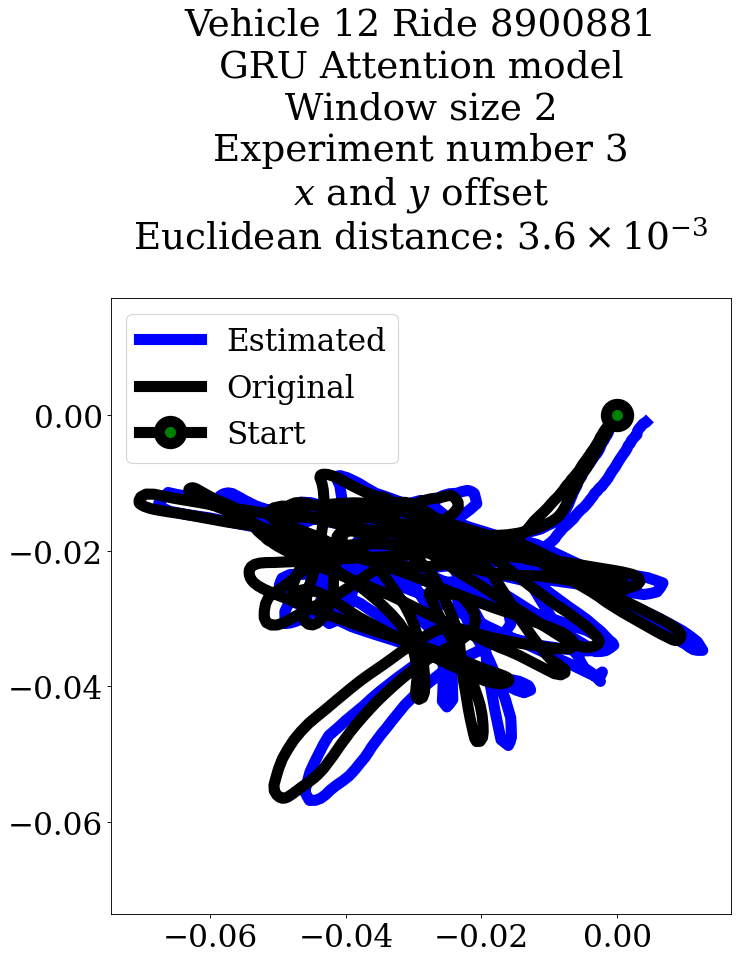 Vehicle 12 Ride 8900881
GRU Attention model
Window size 2
Experiment number 3
x and y offset
Euclidean distance: 3.6 × 10⁻³
Estimated
Original
Start
0.00
−0.02
−0.04
−0.06
−0.06 −0.04 −0.02 0.00